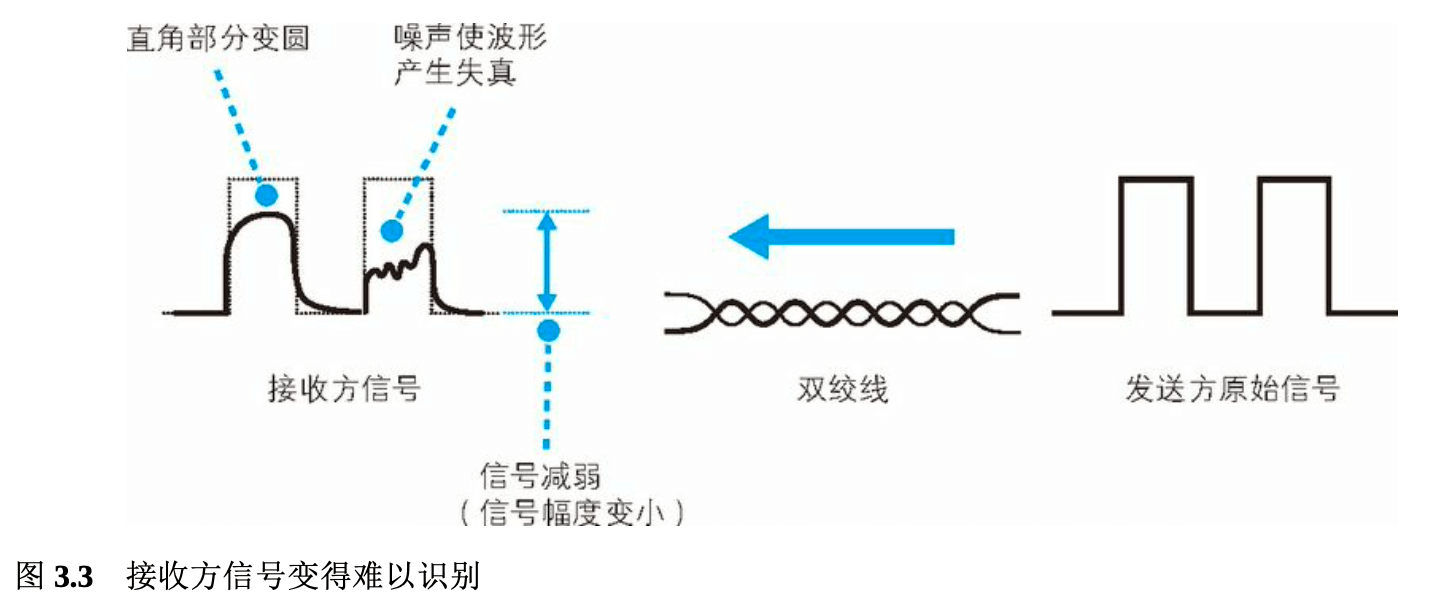 直角部分变圆
噪声使波形
产生失真
接收方信号
双绞线
发送方原始信号
信号减弱
（信号幅度变小）
图 3.3 接收方信号变得难以识别